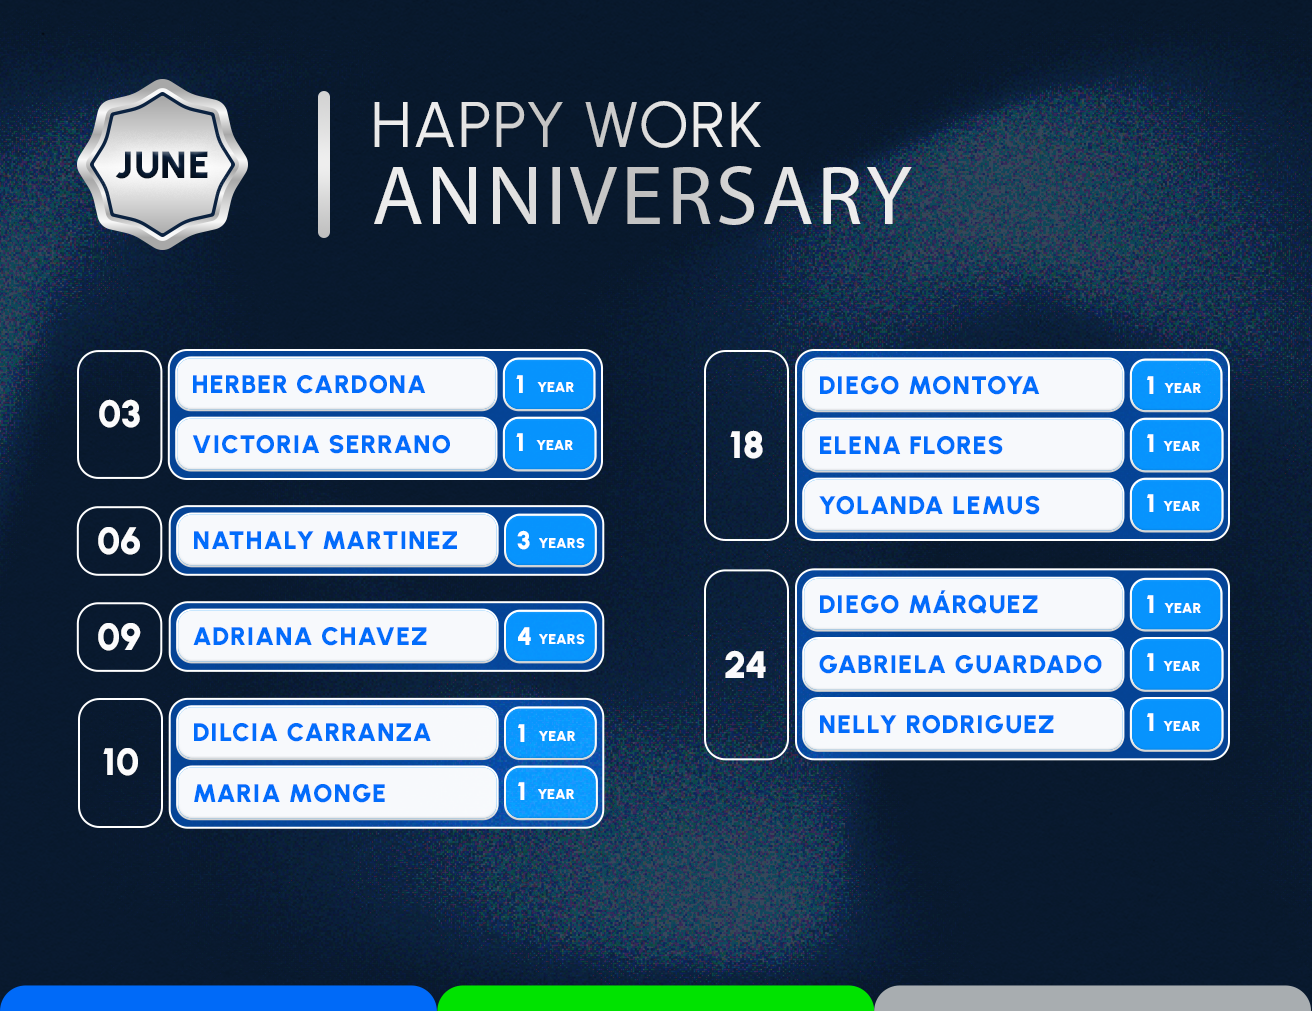 JUNE
HAPPY WORK
ANNIVERSARY
03
HERBER CARDONA 1 YEAR
VICTORIA SERRANO 1 YEAR
06
NATHALY MARTINEZ 3 YEARS
09
ADRIANA CHAVEZ 4 YEARS
10
DILCIA CARRANZA 1 YEAR
MARIA MONGE 1 YEAR
18
DIEGO MONTOYA 1 YEAR
ELENA FLORES 1 YEAR
YOLANDA LEMUS 1 YEAR
24
DIEGO MÁRQUEZ 1 YEAR
GABRIELA GUARDADO 1 YEAR
NELLY RODRIGUEZ 1 YEAR